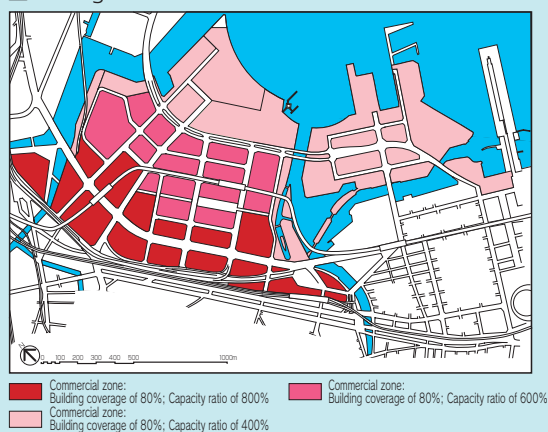 0 100 200 300 400 500 1000m
Commercial zone:
Building coverage of 80%; Capacity ratio of 800%
Commercial zone:
Building coverage of 80%; Capacity ratio of 600%
Commercial zone:
Building coverage of 80%; Capacity ratio of 400%